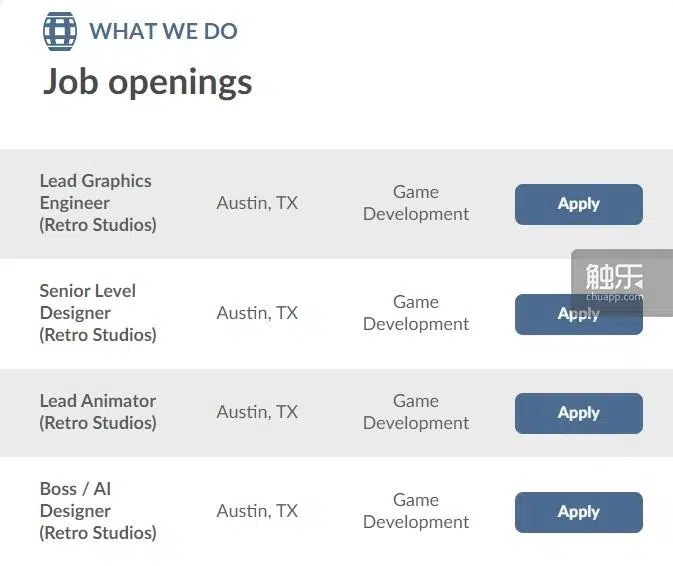 WHAT WE DO
Job openings
Lead Graphics
Engineer
(Retro Studios)
Austin, TX
Game
Development
Apply
Senior Level
Designer
(Retro Studios)
Austin, TX
Game
Development
Apply
触乐
chuapp.com
Lead Animator
(Retro Studios)
Austin, TX
Game
Development
Apply
Boss / AI
Designer
(Retro Studios)
Austin, TX
Game
Development
Apply